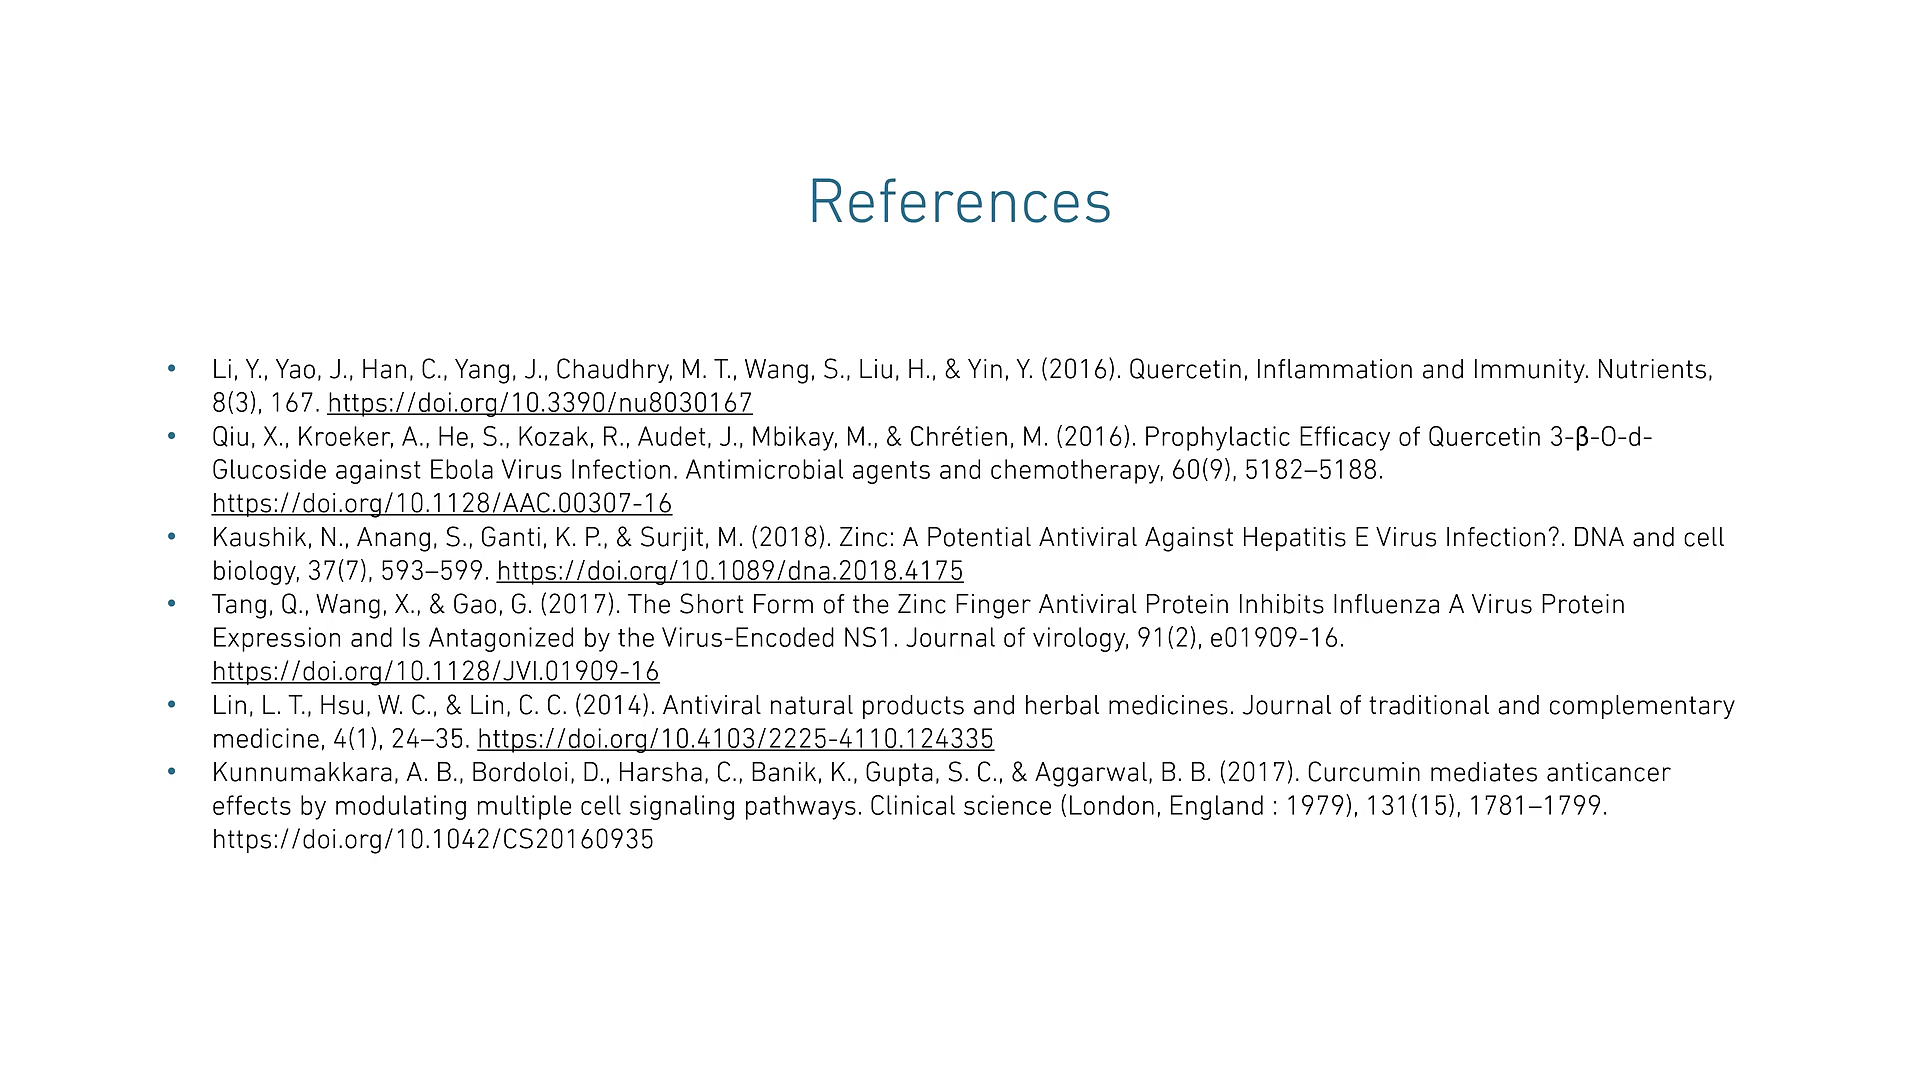 References
• Li, Y., Yao, J., Han, C., Yang, J., Chaudhry, M. T., Wang, S., Liu, H., & Yin, Y. (2016). Quercetin, Inflammation and Immunity. Nutrients,
8(3), 167. https://doi.org/10.3390/nu8030167
• Qiu, X., Kroeker, A., He, S., Kozak, R., Audet, J., Mbikay, M., & Chrétien, M. (2016). Prophylactic Efficacy of Quercetin 3-β-O-d-
Glucoside against Ebola Virus Infection. Antimicrobial agents and chemotherapy, 60(9), 5182–5188.
https://doi.org/10.1128/AAC.00307-16
• Kaushik, N., Anang, S., Ganti, K. P., & Surjit, M. (2018). Zinc: A Potential Antiviral Against Hepatitis E Virus Infection?. DNA and cell
biology, 37(7), 593–599. https://doi.org/10.1089/dna.2018.4175
• Tang, Q., Wang, X., & Gao, G. (2017). The Short Form of the Zinc Finger Antiviral Protein Inhibits Influenza A Virus Protein
Expression and Is Antagonized by the Virus-Encoded NS1. Journal of virology, 91(2), e01909-16.
https://doi.org/10.1128/JVI.01909-16
• Lin, L. T., Hsu, W. C., & Lin, C. C. (2014). Antiviral natural products and herbal medicines. Journal of traditional and complementary
medicine, 4(1), 24–35. https://doi.org/10.4103/2225-4110.124335
• Kunnumakkara, A. B., Bordoloi, D., Harsha, C., Banik, K., Gupta, S. C., & Aggarwal, B. B. (2017). Curcumin mediates anticancer
effects by modulating multiple cell signaling pathways. Clinical science (London, England : 1979), 131(15), 1781–1799.
https://doi.org/10.1042/CS20160935